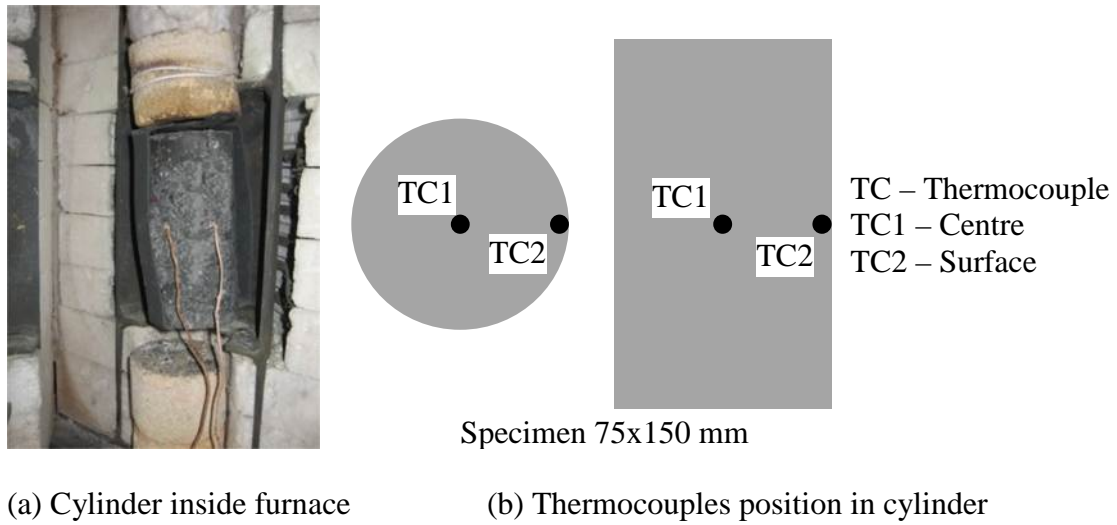 TC1
TC2
TC1
TC2
TC – Thermocouple
TC1 – Centre
TC2 – Surface
Specimen 75x150 mm
(a) Cylinder inside furnace
(b) Thermocouples position in cylinder